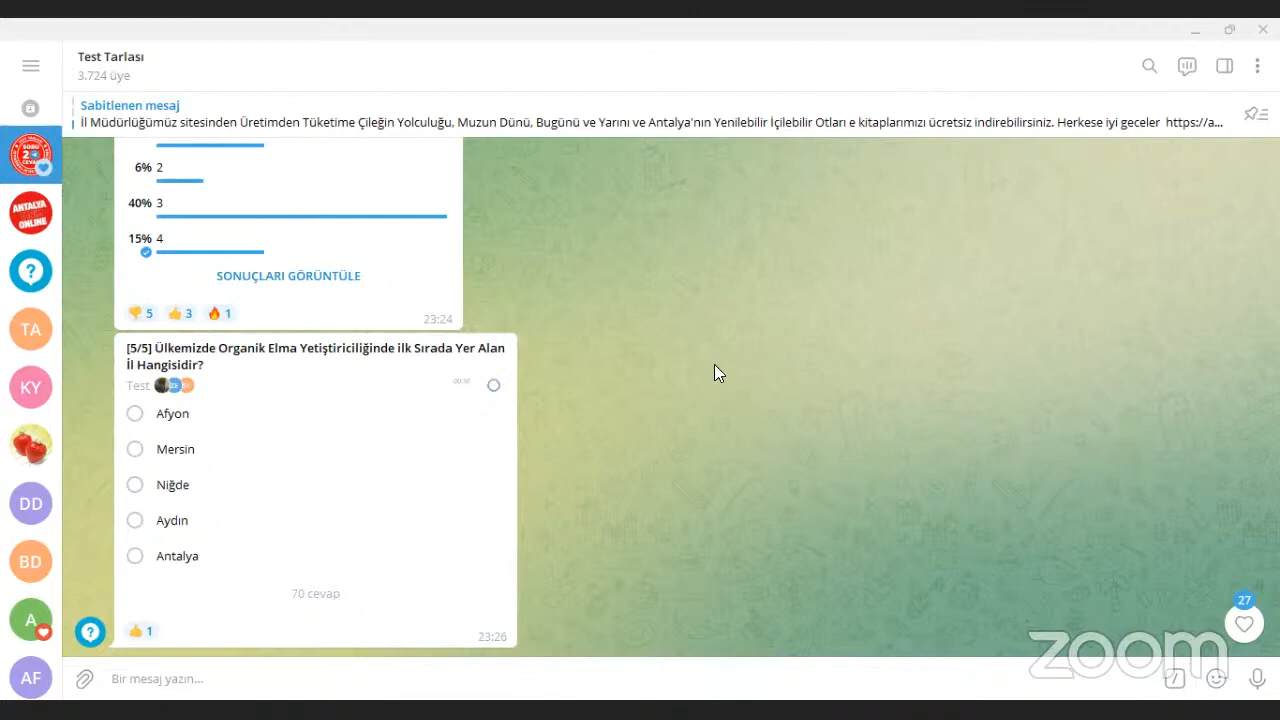 Test Tarlası
3.724 üye
Sabitlenen mesaj
İl Müdürlüğümüz sitesinden Üretimden Tüketime Çileğin Yolculuğu, Muzun Dünü, Bugünü ve Yarını ve Antalya'nın Yenilebilir İçilebilir Otları e kitaplarımızı ücretsiz indirebilirsiniz. Herkese iyi geceler https://a...
SORU
CEVAP
ANTALYA
ONLINE
TA
KY
DD
BD
A
AF
6% 2
40% 3
15% 4
SONUÇLARI GÖRÜNTÜLE
5 3 1
23:24
[5/5] Ülkemizde Organik Elma Yetiştiriciliğinde ilk Sırada Yer Alan
İl Hangisidir?
Test
Afyon
Mersin
Niğde
Aydın
Antalya
70 cevap
1
23:26
27
zoom
Bir mesaj yazın...